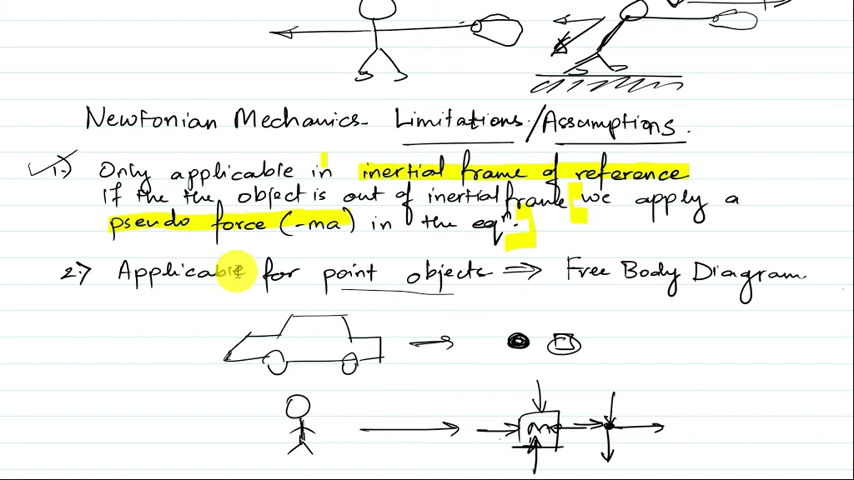 Newtonian Mechanics - Limitations / Assumptions.
1.) Only applicable in inertial frame of reference
If the the object is out of inertial frame we apply a
pseudo force (-ma) in the eqn.
2.) Applicable for point objects ⇒ Free Body Diagram
m